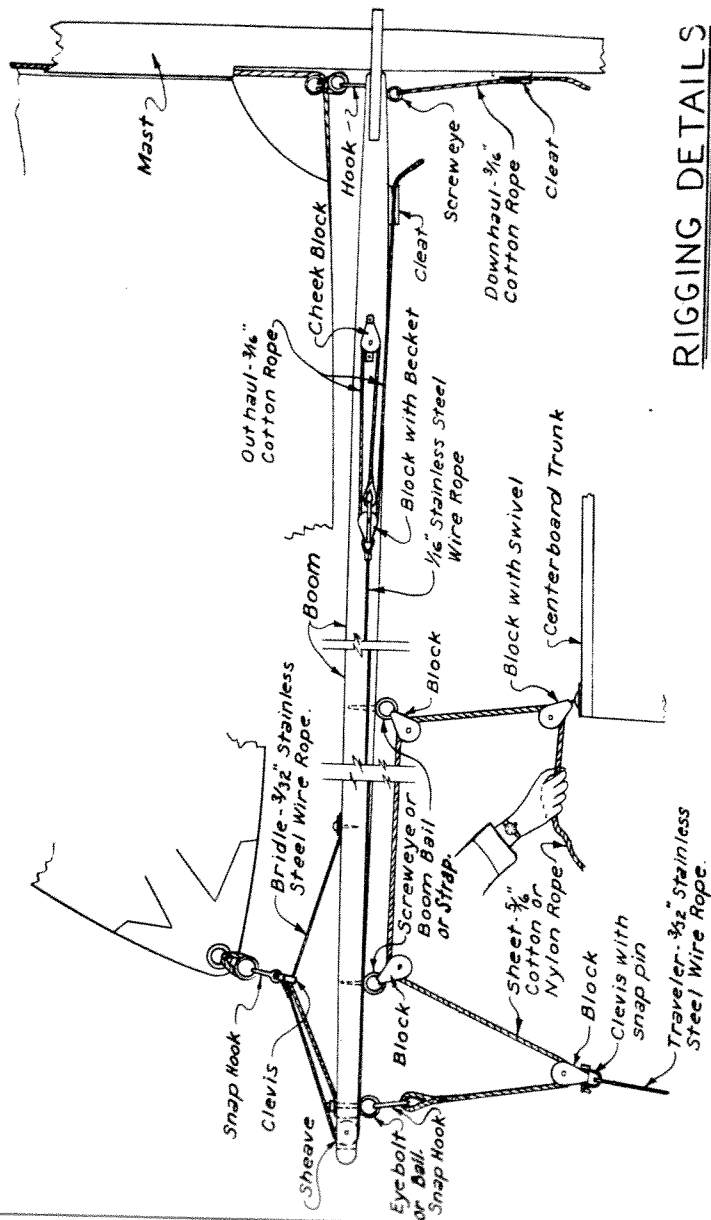 Mast
Hook
Screweye
Downhaul-3/16"
Cotton Rope
Cleat
Cleat
Cheek Block
Outhaul-3/16"
Cotton Rope
Block with Becket
1/16" Stainless Steel
Wire Rope
Boom
Block
Block with Swivel
Centerboard Trunk
Bridle-3/32" Stainless
Steel Wire Rope.
Screweye or
Boom Bail
or Strap.
Snap Hook
Clevis
Sheave
Block
Sheet-5/16"
Cotton or
Nylon Rope
Block
Clevis with
snap pin
Traveler-3/32" Stainless
Steel Wire Rope.
Eyebolt
or Bail
Snap Hook
RIGGING DETAILS